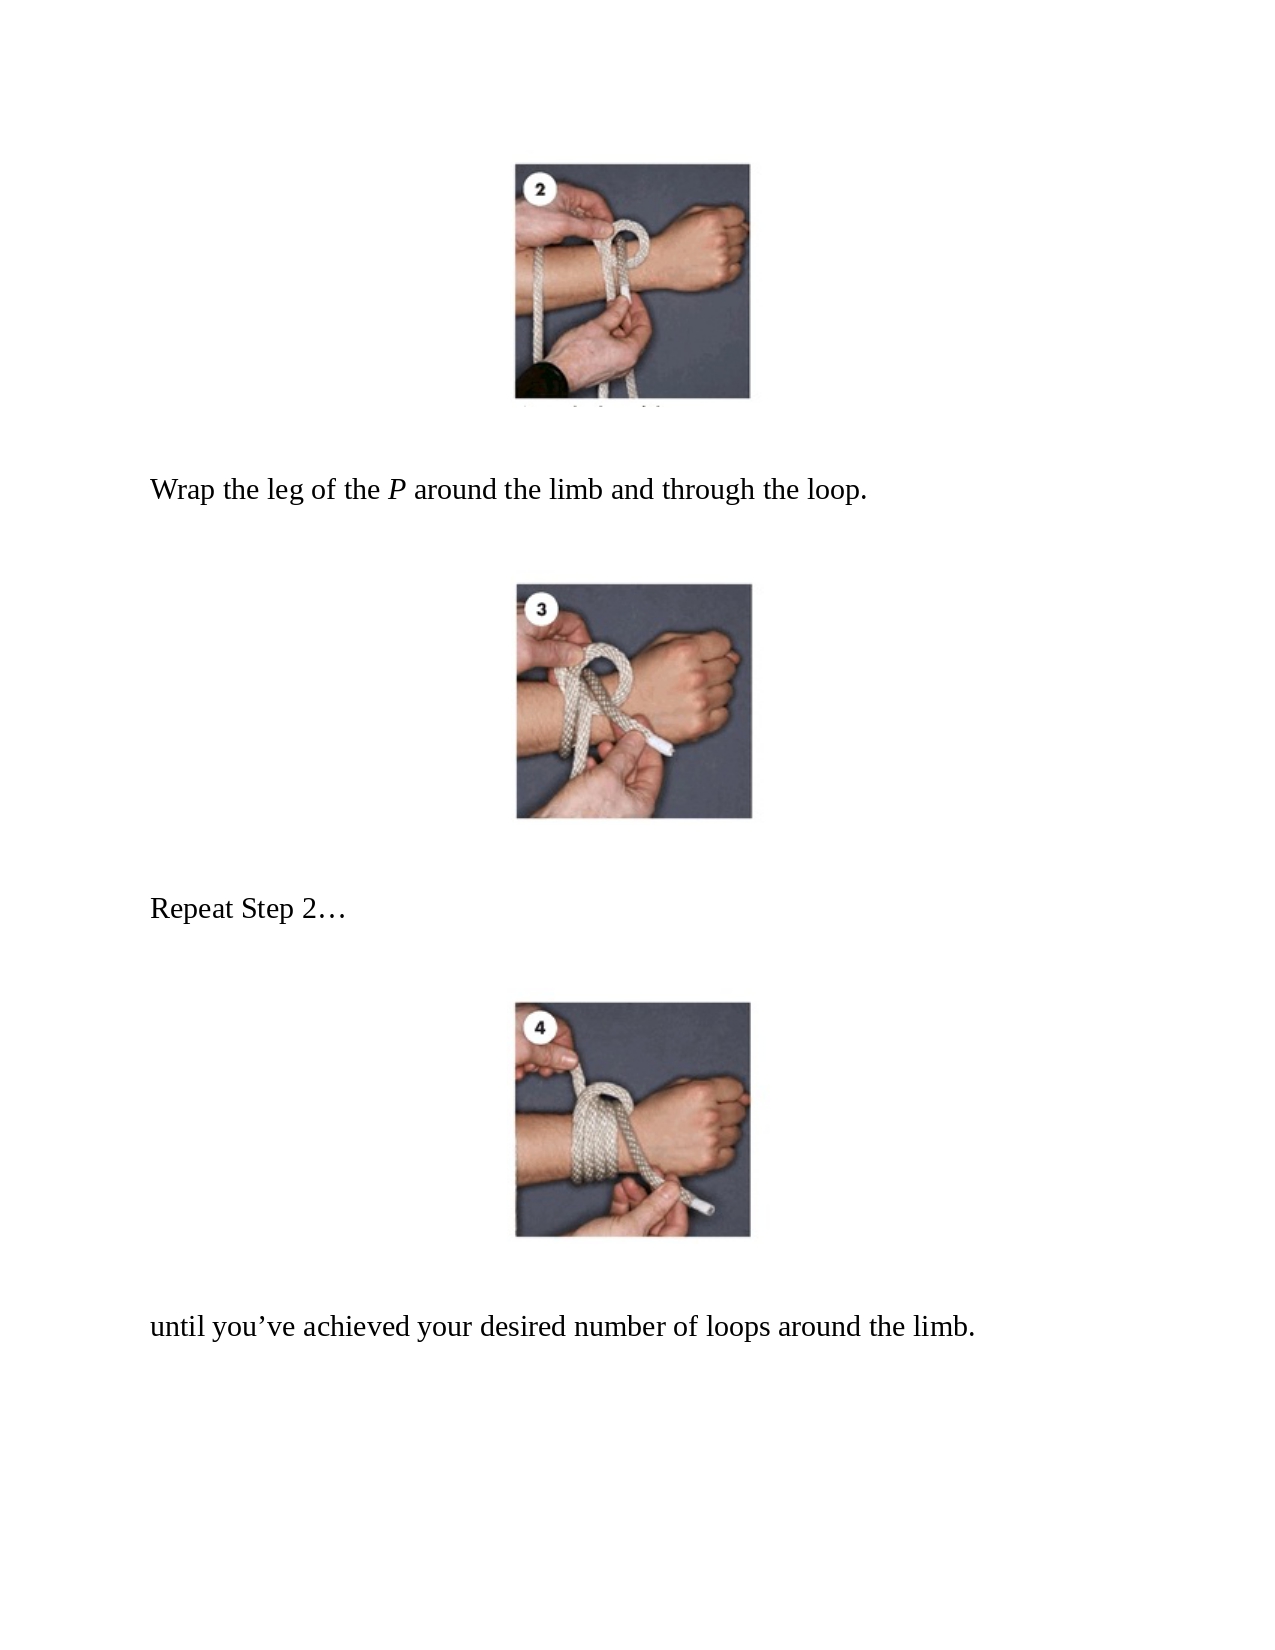 2
Wrap the leg of the P around the limb and through the loop.
3
Repeat Step 2…
4
until you’ve achieved your desired number of loops around the limb.